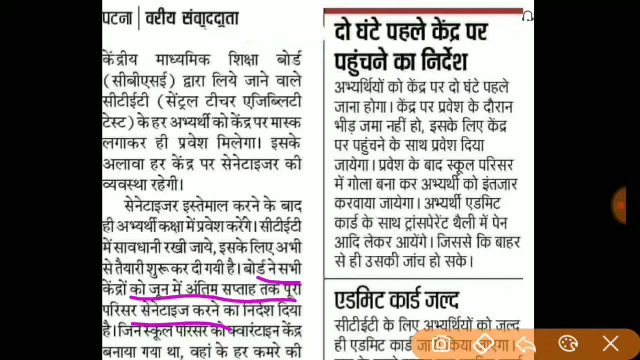 पटना | वरीय संवाददाता
केंद्रीय माध्यमिक शिक्षा बोर्ड
(सीबीएसई) द्वारा लिये जाने वाले
सीटीईटी (सेंट्रल टीचर एजिब्लिटी
टेस्ट) के हर अभ्यर्थी को केंद्र पर मास्क
लगाकर ही प्रवेश मिलेगा। इसके
अलावा हर केंद्र पर सेनेटाइजर की
व्यवस्था रहेगी।
सेनेटाइजर इस्तेमाल करने के बाद
ही अभ्यर्थी कक्षा में प्रवेश करेंगे। सीटीईटी
में सावधानी रखी जाये, इसके लिए अभी
से तैयारी शुरू कर दी गयी है। बोर्ड ने सभी
केंद्रों को जून में अंतिम सप्ताह तक पूरा
परिसर सेनेटाइज करने का निर्देश दिया
है। जिन स्कूल परिसर को क्वारंटाइन केंद्र
बनाया गया था, वहां के हर कमरे की
दो घंटे पहले केंद्र पर
पहुंचने का निर्देश
अभ्यर्थियों को केंद्र पर दो घंटे पहले
जाना होगा। केंद्र पर प्रवेश के दौरान
भीड़ जमा नहीं हो, इसके लिए केंद्र
पर पहुंचने के साथ प्रवेश दिया
जायेगा। प्रवेश के बाद स्कूल परिसर
में गोला बना कर अभ्यर्थी को इंतजार
करवाया जायेगा। अभ्यर्थी एडमिट
कार्ड के साथ ट्रांसपेरेंट थैली में पेन
आदि लेकर आयेंगे। जिससे कि बाहर
से ही उसकी जांच हो सके।
एडमिट कार्ड जल्द
सीटीईटी के लिए अभ्यर्थियों को जल्द
ही एडमिट कार्ड जारी किया जायेगा।